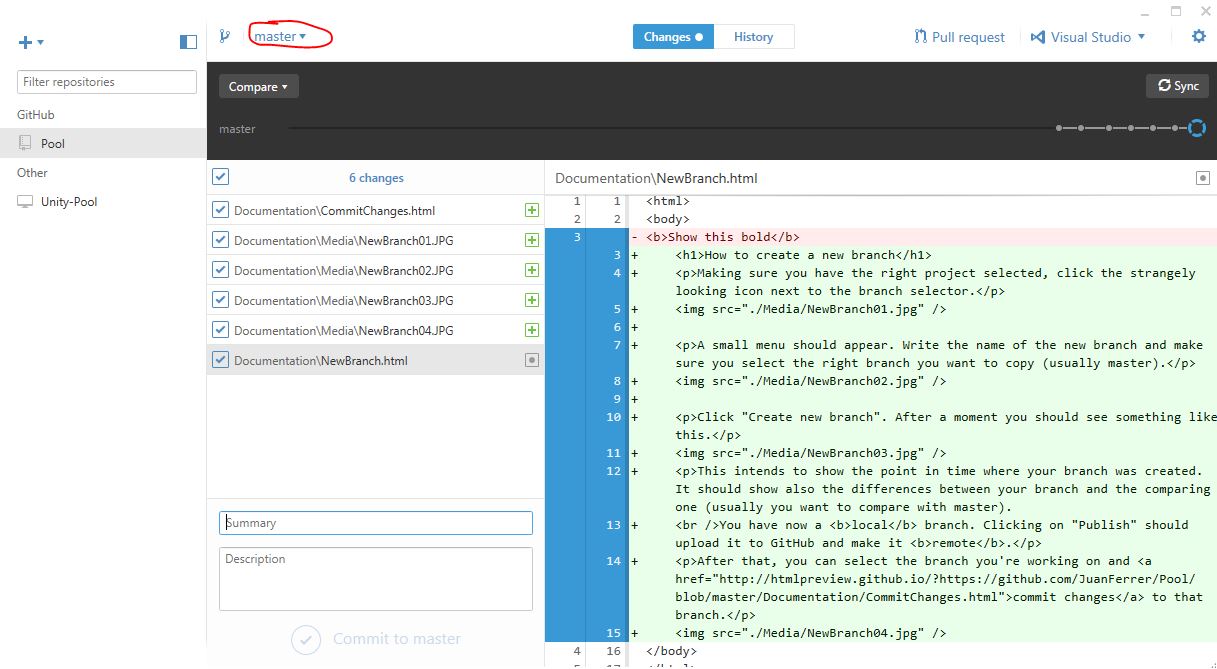 master ▾
Changes
History
Pull request
Visual Studio ▾
Filter repositories
GitHub
Pool
Other
Unity-Pool
Compare ▾
Sync
master
6 changes
Documentation\CommitChanges.html
Documentation\Media\NewBranch01.JPG
Documentation\Media\NewBranch02.JPG
Documentation\Media\NewBranch03.JPG
Documentation\Media\NewBranch04.JPG
Documentation\NewBranch.html
Summary
Description
Commit to master
Documentation\NewBranch.html
1 1 <html>
2 2 <body>
3 - <b>Show this bold</b>
3 + <h1>How to create a new branch</h1>
4 + <p>Making sure you have the right project selected, click the strangely
looking icon next to the branch selector.</p>
5 + <img src="./Media/NewBranch01.jpg" />
6 +
7 + <p>A small menu should appear. Write the name of the new branch and make
sure you select the right branch you want to copy (usually master).</p>
8 + <img src="./Media/NewBranch02.jpg" />
9 +
10 + <p>Click "Create new branch". After a moment you should see something like
this.</p>
11 + <img src="./Media/NewBranch03.jpg" />
12 + <p>This intends to show the point in time where your branch was created.
It should show also the differences between your branch and the comparing
one (usually you want to compare with master).
13 + <br />You have now a <b>local</b> branch. Clicking on "Publish" should
upload it to GitHub and make it <b>remote</b>.</p>
14 + <p>After that, you can select the branch you're working on and <a
href="http://htmlpreview.github.io/?https://github.com/JuanFerrer/Pool/
blob/master/Documentation/CommitChanges.html">commit changes</a> to that
branch.</p>
15 + <img src="./Media/NewBranch04.jpg" />
4 16 </body>